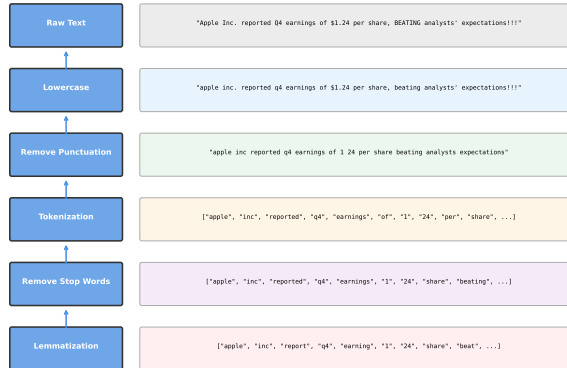 Raw Text
"Apple Inc. reported Q4 earnings of $1.24 per share, BEATING analysts' expectations!!!"
Lowercase
"apple inc. reported q4 earnings of $1.24 per share, beating analysts' expectations!!!"
Remove Punctuation
"apple inc reported q4 earnings of 1 24 per share beating analysts expectations"
Tokenization
["apple", "inc", "reported", "q4", "earnings", "of", "1", "24", "per", "share", ...]
Remove Stop Words
["apple", "inc", "reported", "q4", "earnings", "1", "24", "share", "beating", ...]
Lemmatization
["apple", "inc", "report", "q4", "earning", "1", "24", "share", "beat", ...]